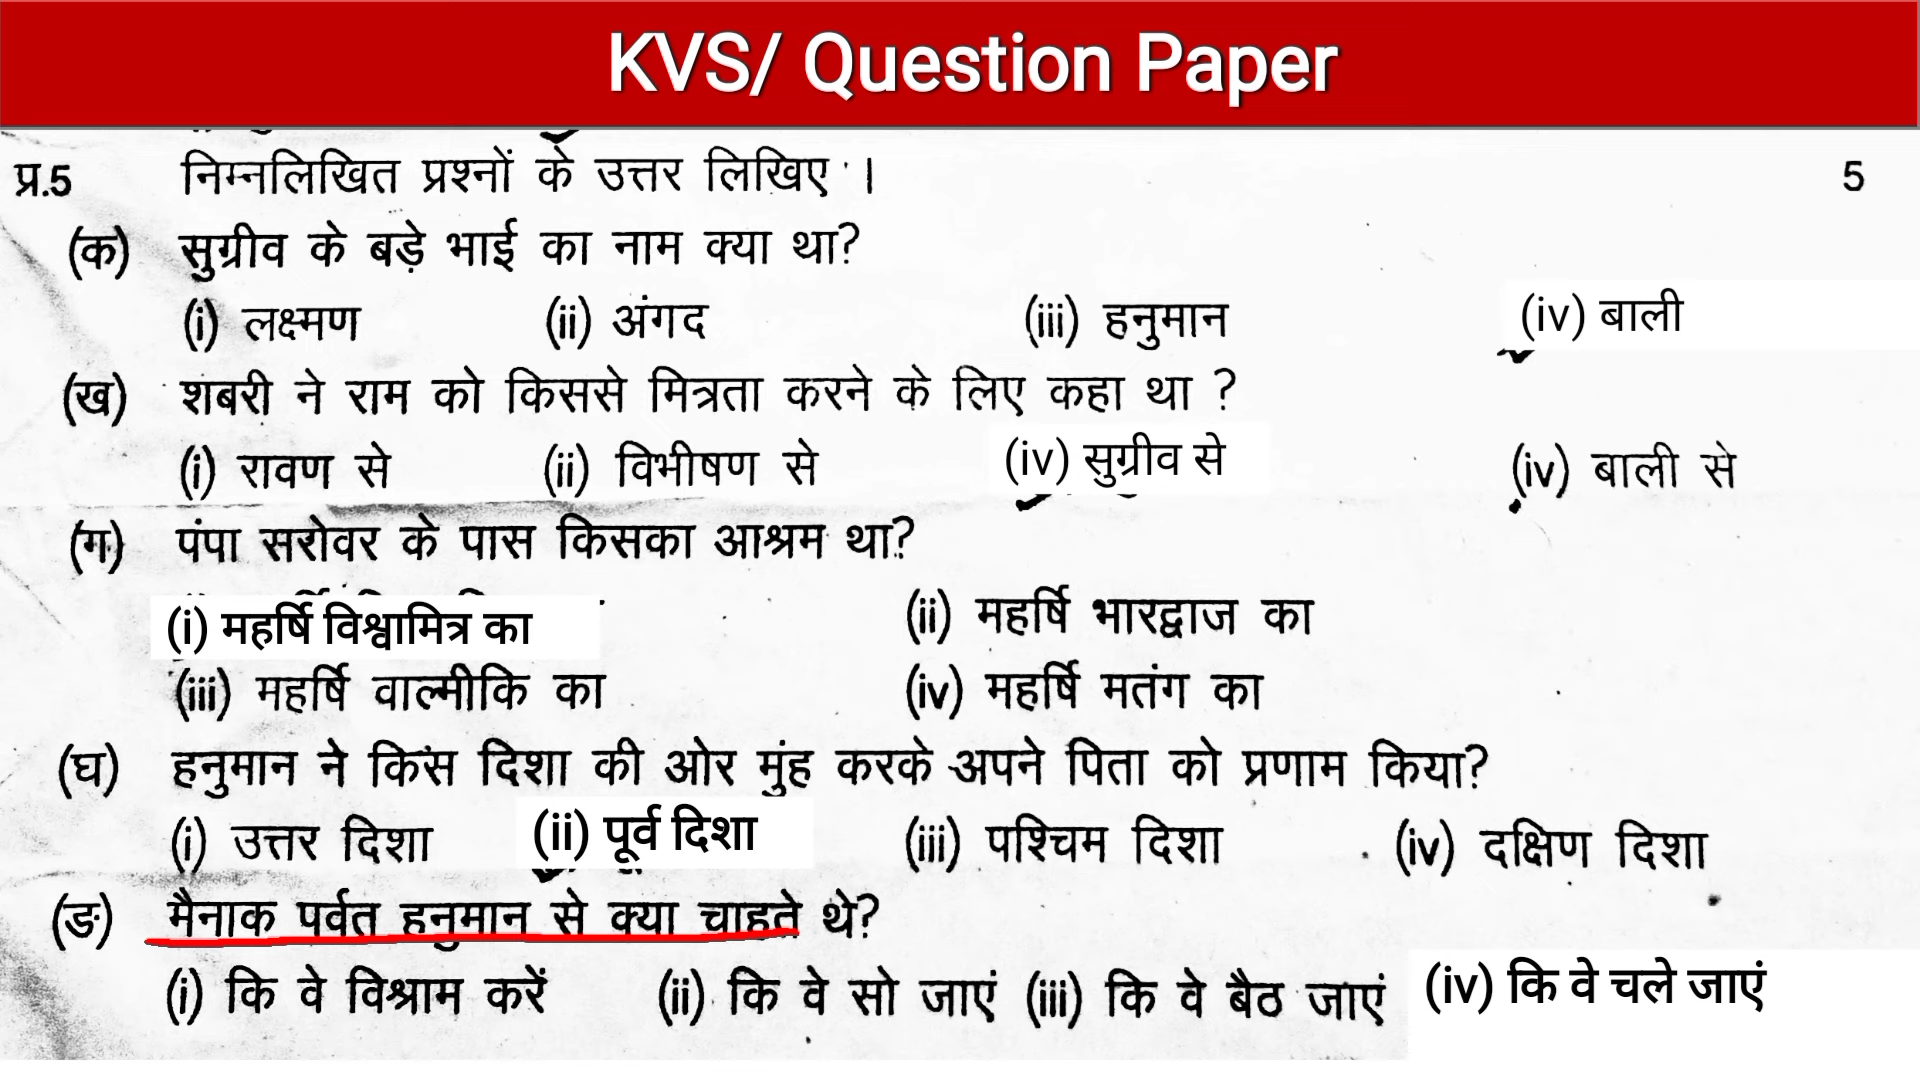 KVS/ Question Paper
प्र.5 निम्नलिखित प्रश्नों के उत्तर लिखिए । 5
(क) सुग्रीव के बड़े भाई का नाम क्या था?
(i) लक्ष्मण (ii) अंगद (iii) हनुमान (iv) बाली
(ख) शबरी ने राम को किससे मित्रता करने के लिए कहा था ?
(i) रावण से (ii) विभीषण से (iv) सुग्रीव से (iv) बाली से
(ग) पंपा सरोवर के पास किसका आश्रम था?
(i) महर्षि विश्वामित्र का (ii) महर्षि भारद्वाज का
(iii) महर्षि वाल्मीकि का (iv) महर्षि मतंग का
(घ) हनुमान ने किस दिशा की ओर मुंह करके अपने पिता को प्रणाम किया?
(i) उत्तर दिशा (ii) पूर्व दिशा (iii) पश्चिम दिशा (iv) दक्षिण दिशा
(ङ) मैनाक पर्वत हनुमान से क्या चाहते थे?
(i) कि वे विश्राम करें (ii) कि वे सो जाएं (iii) कि वे बैठ जाएं (iv) कि वे चले जाएं